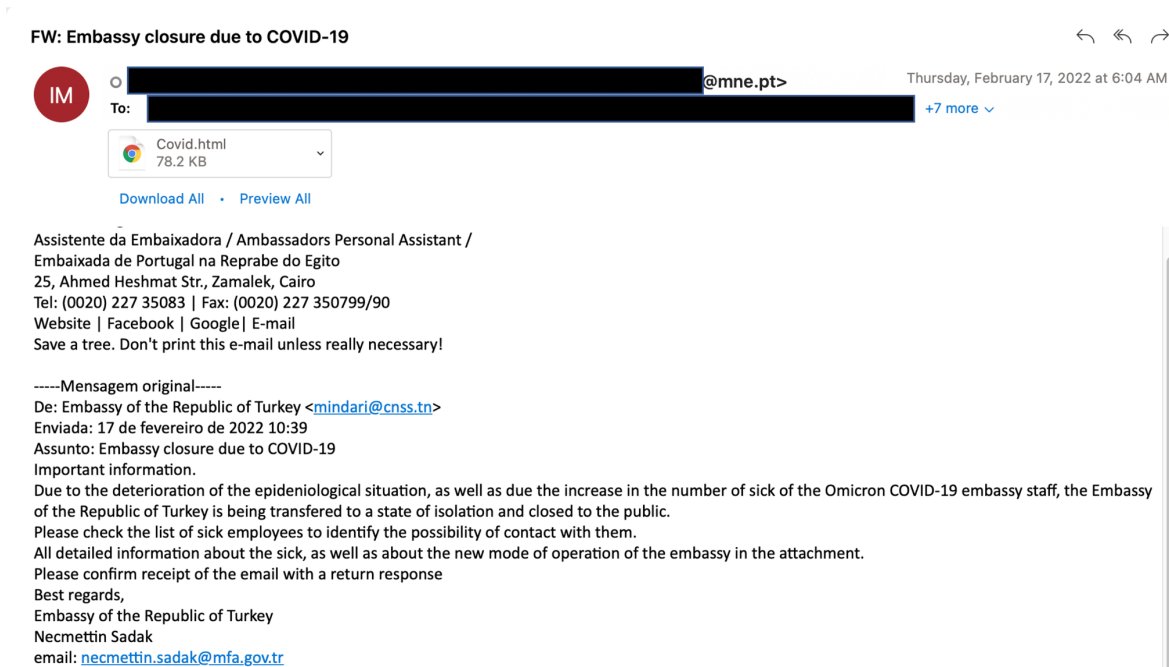 FW: Embassy closure due to COVID-19
IM
@mne.pt>
Thursday, February 17, 2022 at 6:04 AM
To:
+7 more
Covid.html
78.2 KB
Download All • Preview All
Assistente da Embaixadora / Ambassadors Personal Assistant /
Embaixada de Portugal na Reprabe do Egito
25, Ahmed Heshmat Str., Zamalek, Cairo
Tel: (0020) 227 35083 | Fax: (0020) 227 350799/90
Website | Facebook | Google| E-mail
Save a tree. Don't print this e-mail unless really necessary!
-----Mensagem original-----
De: Embassy of the Republic of Turkey <mindari@cnss.tn>
Enviada: 17 de fevereiro de 2022 10:39
Assunto: Embassy closure due to COVID-19
Important information.
Due to the deterioration of the epideniological situation, as well as due the increase in the number of sick of the Omicron COVID-19 embassy staff, the Embassy
of the Republic of Turkey is being transfered to a state of isolation and closed to the public.
Please check the list of sick employees to identify the possibility of contact with them.
All detailed information about the sick, as well as about the new mode of operation of the embassy in the attachment.
Please confirm receipt of the email with a return response
Best regards,
Embassy of the Republic of Turkey
Necmettin Sadak
email: necmettin.sadak@mfa.gov.tr